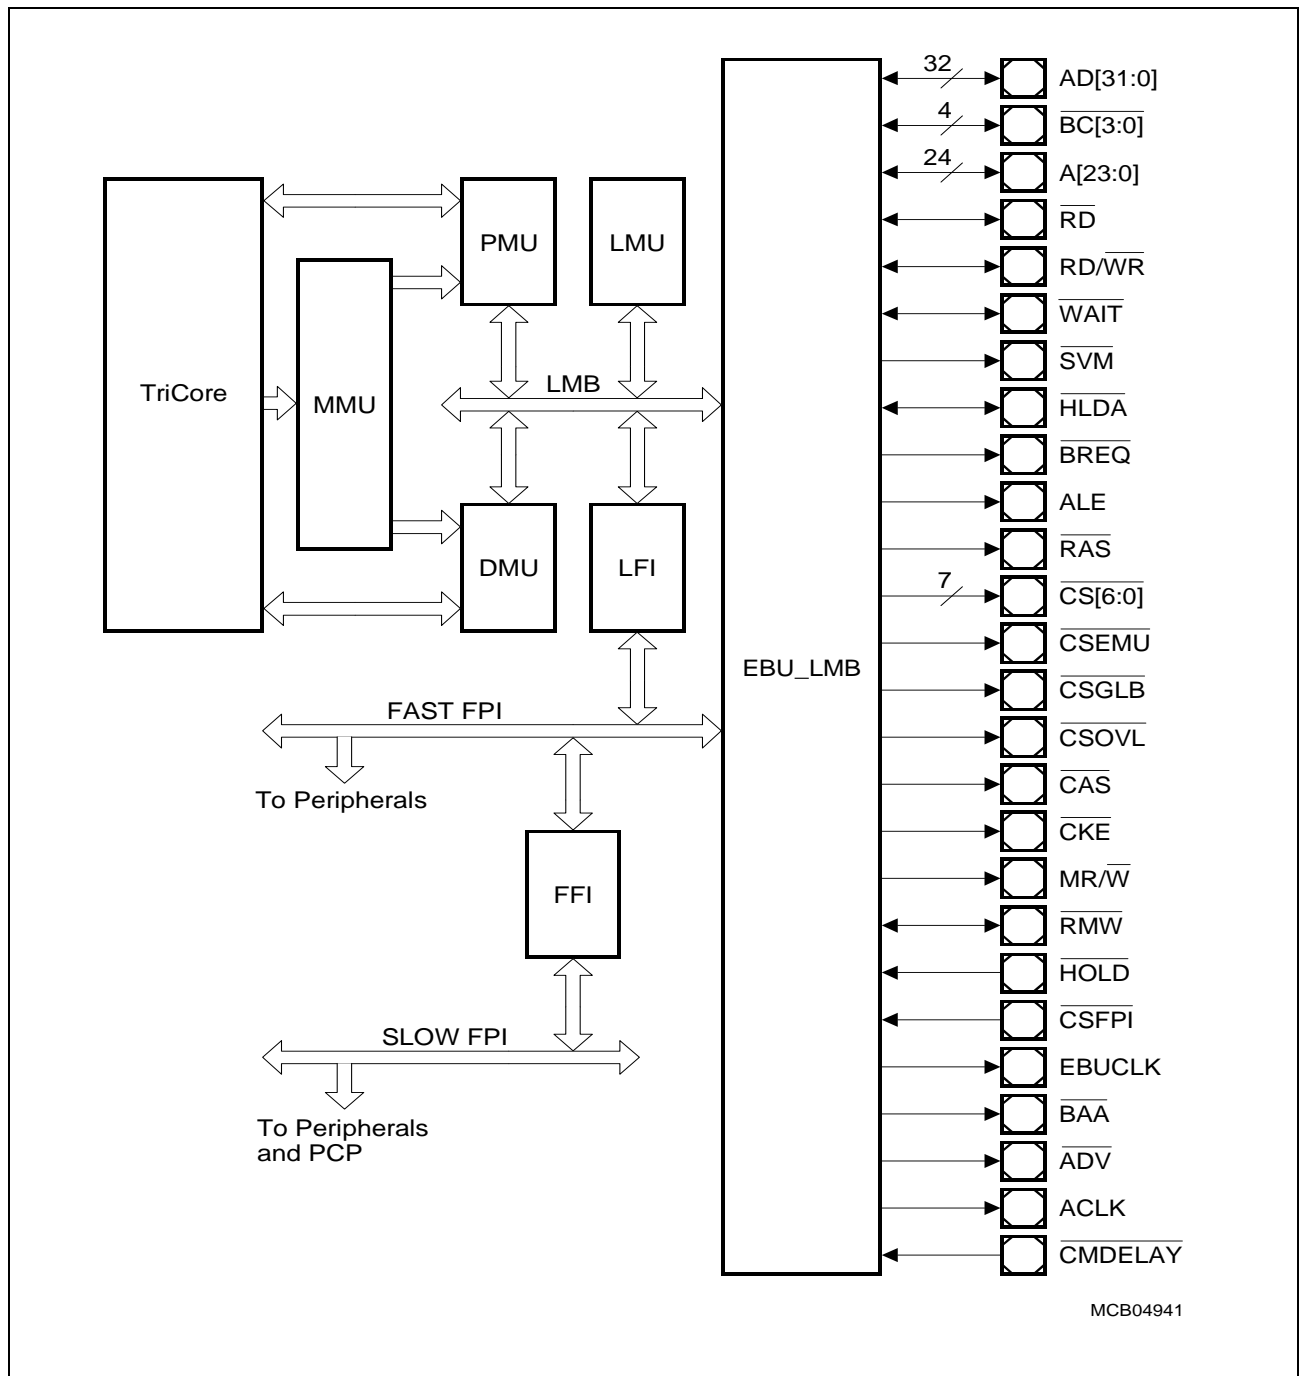 32
AD[31:0]
4
BC[3:0]
24
A[23:0]
RD
RD/WR
WAIT
SVM
HLDA
BREQ
ALE
RAS
7
CS[6:0]
CSEMU
CSGLB
CSOVL
CAS
CKE
MR/W
RMW
HOLD
CSFPI
EBUCLK
BAA
ADV
ACLK
CMDELAY
EBU_LMB
TriCore
MMU
PMU
LMU
LMB
DMU
LFI
FAST FPI
To Peripherals
FFI
SLOW FPI
To Peripherals
and PCP
MCB04941